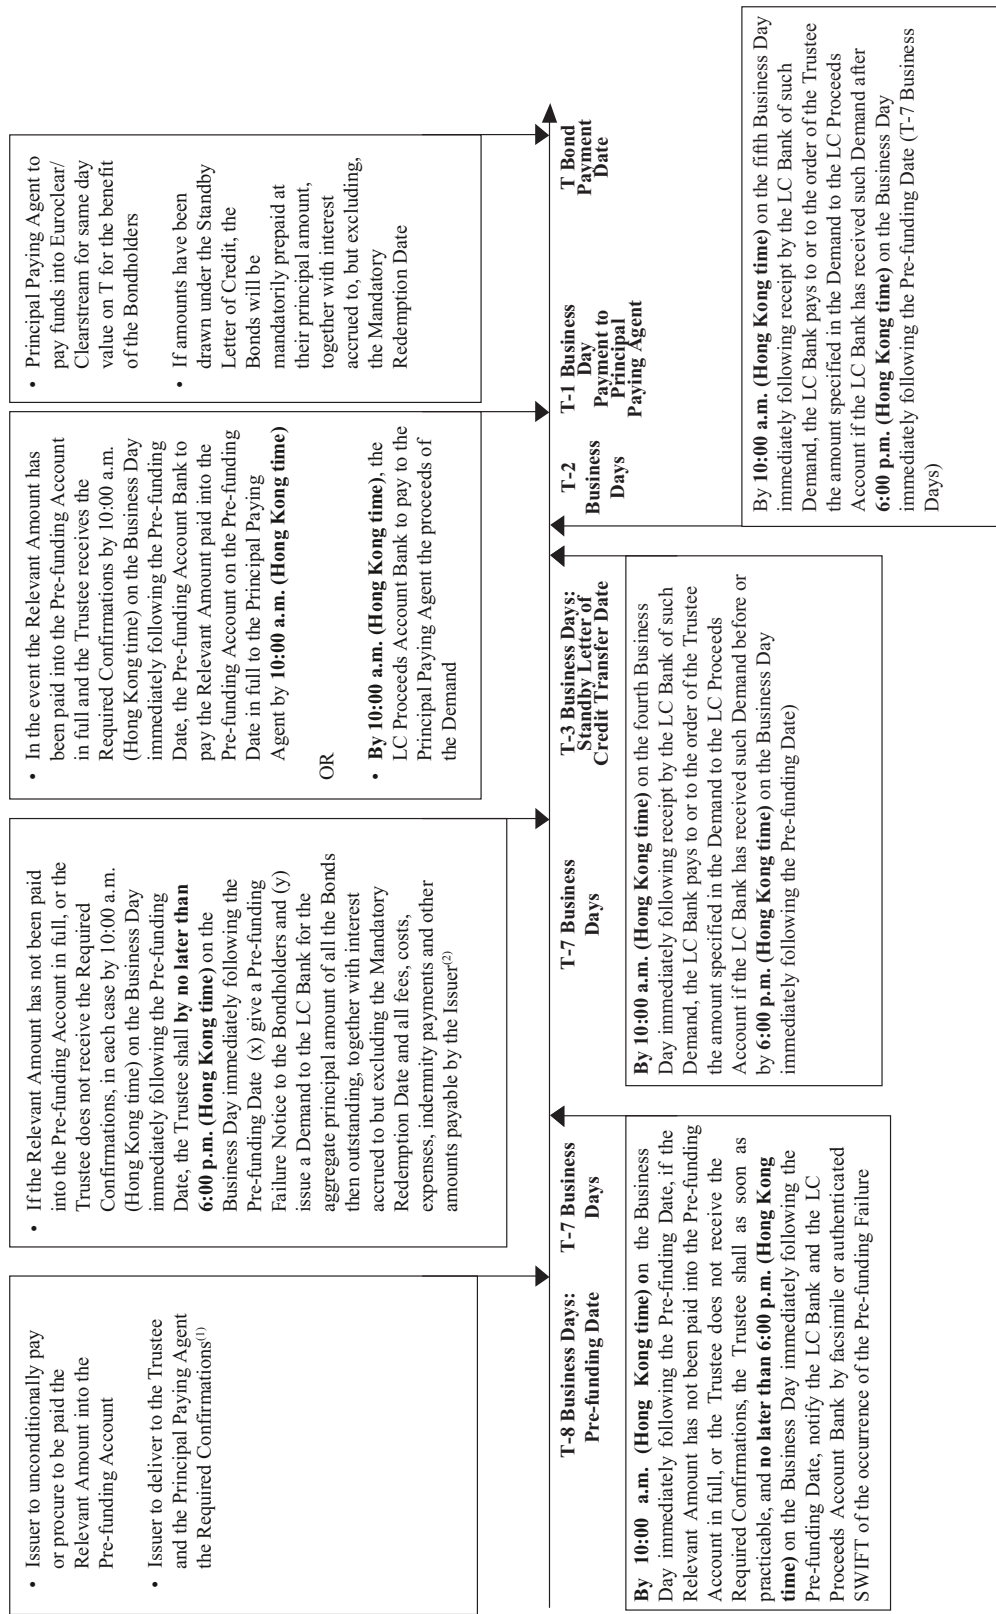 • Issuer to unconditionally pay
or procure to be paid the
Relevant Amount into the
Pre-funding Account
• Issuer to deliver to the Trustee
and the Principal Paying Agent
the Required Confirmations(1)
• If the Relevant Amount has not been paid
into the Pre-funding Account in full, or the
Trustee does not receive the Required
Confirmations, in each case by 10:00 a.m.
(Hong Kong time) on the Business Day
immediately following the Pre-funding
Date, the Trustee shall by no later than
6:00 p.m. (Hong Kong time) on the
Business Day immediately following the
Pre-funding Date (x) give a Pre-funding
Failure Notice to the Bondholders and (y)
issue a Demand to the LC Bank for the
aggregate principal amount of all the Bonds
then outstanding, together with interest
accrued to but excluding the Mandatory
Redemption Date and all fees, costs,
expenses, indemnity payments and other
amounts payable by the Issuer(2)
• In the event the Relevant Amount has
been paid into the Pre-funding Account
in full and the Trustee receives the
Required Confirmations by 10:00 a.m.
(Hong Kong time) on the Business Day
immediately following the Pre-funding
Date, the Pre-funding Account Bank to
pay the Relevant Amount paid into the
Pre-funding Account on the Pre-funding
Date in full to the Principal Paying
Agent by 10:00 a.m. (Hong Kong time)
OR
• By 10:00 a.m. (Hong Kong time), the
LC Proceeds Account Bank to pay to the
Principal Paying Agent the proceeds of
the Demand
• Principal Paying Agent to
pay funds into Euroclear/
Clearstream for same day
value on T for the benefit
of the Bondholders
• If amounts have been
drawn under the Standby
Letter of Credit, the
Bonds will be
mandatorily prepaid at
their principal amount,
together with interest
accrued to, but excluding,
the Mandatory
Redemption Date
T-8 Business Days:
Pre-funding Date
T-7 Business
Days
T-7 Business
Days
T-3 Business Days:
Standby Letter of
Credit Transfer Date
T-2
Business
Days
T-1 Business
Day
Payment to
Principal
Paying Agent
T Bond
Payment
Date
By 10:00 a.m. (Hong Kong time) on the Business
Day immediately following the Pre-finding Date, if the
Relevant Amount has not been paid into the Pre-funding
Account in full, or the Trustee does not receive the
Required Confirmations, the Trustee shall as soon as
practicable, and no later than 6:00 p.m. (Hong Kong
time) on the Business Day immediately following the
Pre-funding Date, notify the LC Bank and the LC
Proceeds Account Bank by facsimile or authenticated
SWIFT of the occurrence of the Pre-funding Failure
By 10:00 a.m. (Hong Kong time) on the fourth Business
Day immediately following receipt by the LC Bank of such
Demand, the LC Bank pays to or to the order of the Trustee
the amount specified in the Demand to the LC Proceeds
Account if the LC Bank has received such Demand before or
by 6:00 p.m. (Hong Kong time) on the Business Day
immediately following the Pre-funding Date)
By 10:00 a.m. (Hong Kong time) on the fifth Business Day
immediately following receipt by the LC Bank of such
Demand, the LC Bank pays to or to the order of the Trustee
the amount specified in the Demand to the LC Proceeds
Account if the LC Bank has received such Demand after
6:00 p.m. (Hong Kong time) on the Business Day
immediately following the Pre-funding Date (T-7 Business
Days)